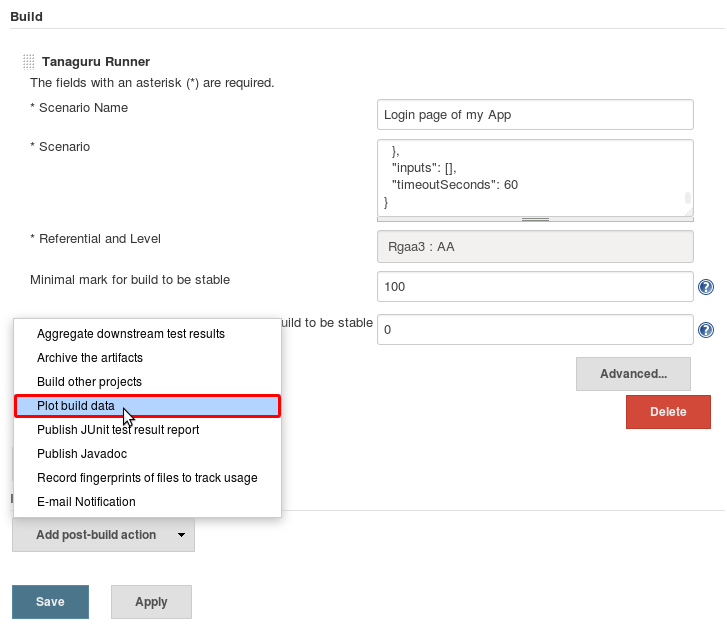 Build
Tanaguru Runner
The fields with an asterisk (*) are required.
* Scenario Name
Login page of my App
* Scenario
},
"inputs": [],
"timeoutSeconds": 60
}
* Referential and Level
Rgaa3 : AA
Minimal mark for build to be stable
100
?
uild to be stable
0
?
Aggregate downstream test results
Archive the artifacts
Build other projects
Plot build data
Publish JUnit test result report
Publish Javadoc
Record fingerprints of files to track usage
E-mail Notification
Advanced...
Delete
Add post-build action
Save
Apply